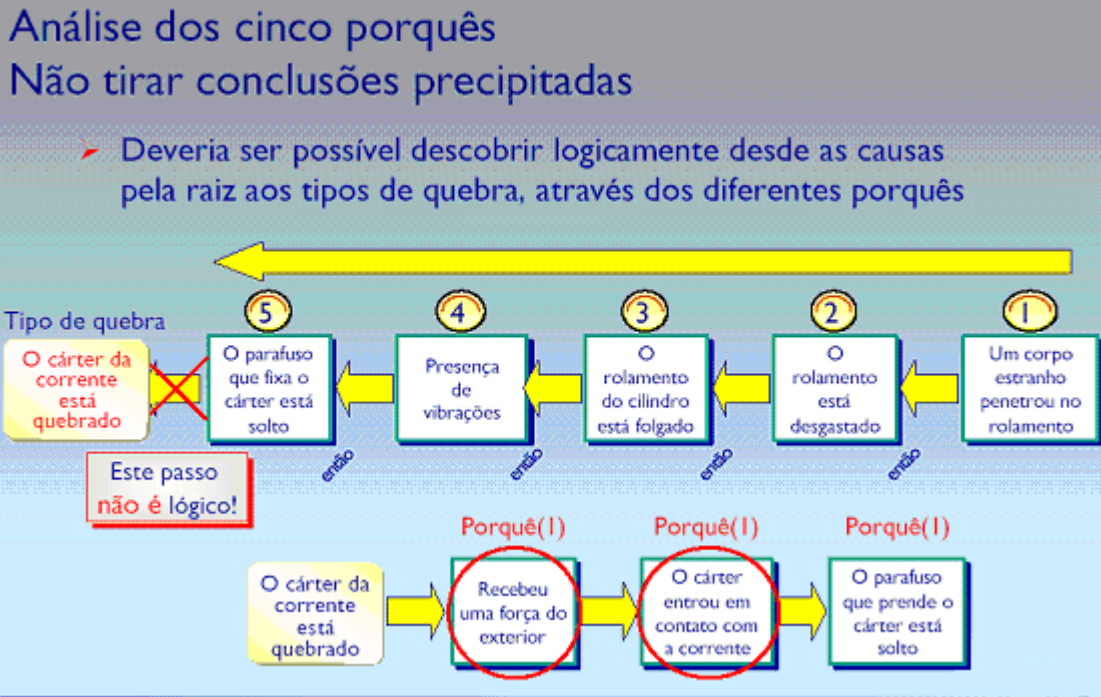 Análise dos cinco porquês
Não tirar conclusões precipitadas
➢ Deveria ser possível descobrir logicamente desde as causas
pela raiz aos tipos de quebra, através dos diferentes porquês
Tipo de quebra
O cárter da
corrente
está
quebrado
5
O parafuso
que fixa o
cárter está
solto
4
Presença
de
vibrações
3
O
rolamento
do cilindro
está folgado
2
O
rolamento
está
desgastado
1
Um corpo
estranho
penetrou no
rolamento
então
então
então
então
Este passo
não é lógico!
Porquê(1)
Porquê(1)
Porquê(1)
O cárter da
corrente
está
quebrado
Recebeu
uma força do
exterior
O cárter
entrou em
contato com
a corrente
O parafuso
que prende o
cárter está
solto